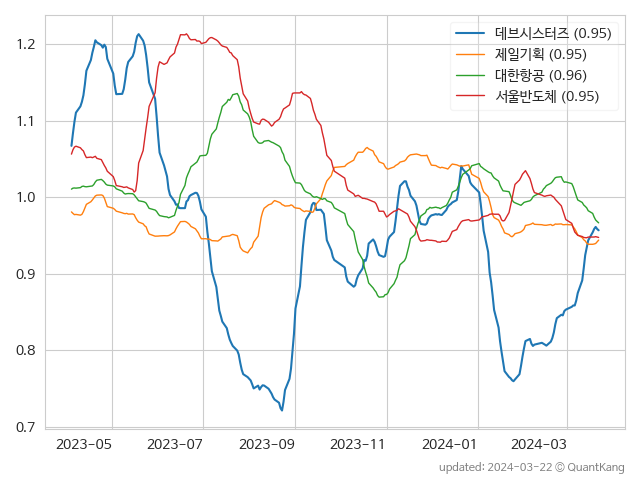 데브시스터즈 (0.95)
제일기획 (0.95)
대한항공 (0.96)
서울반도체 (0.95)
1.2
1.1
1.0
0.9
0.8
0.7
2023-05 2023-07 2023-09 2023-11 2024-01 2024-03
updated: 2024-03-22 © QuantKang